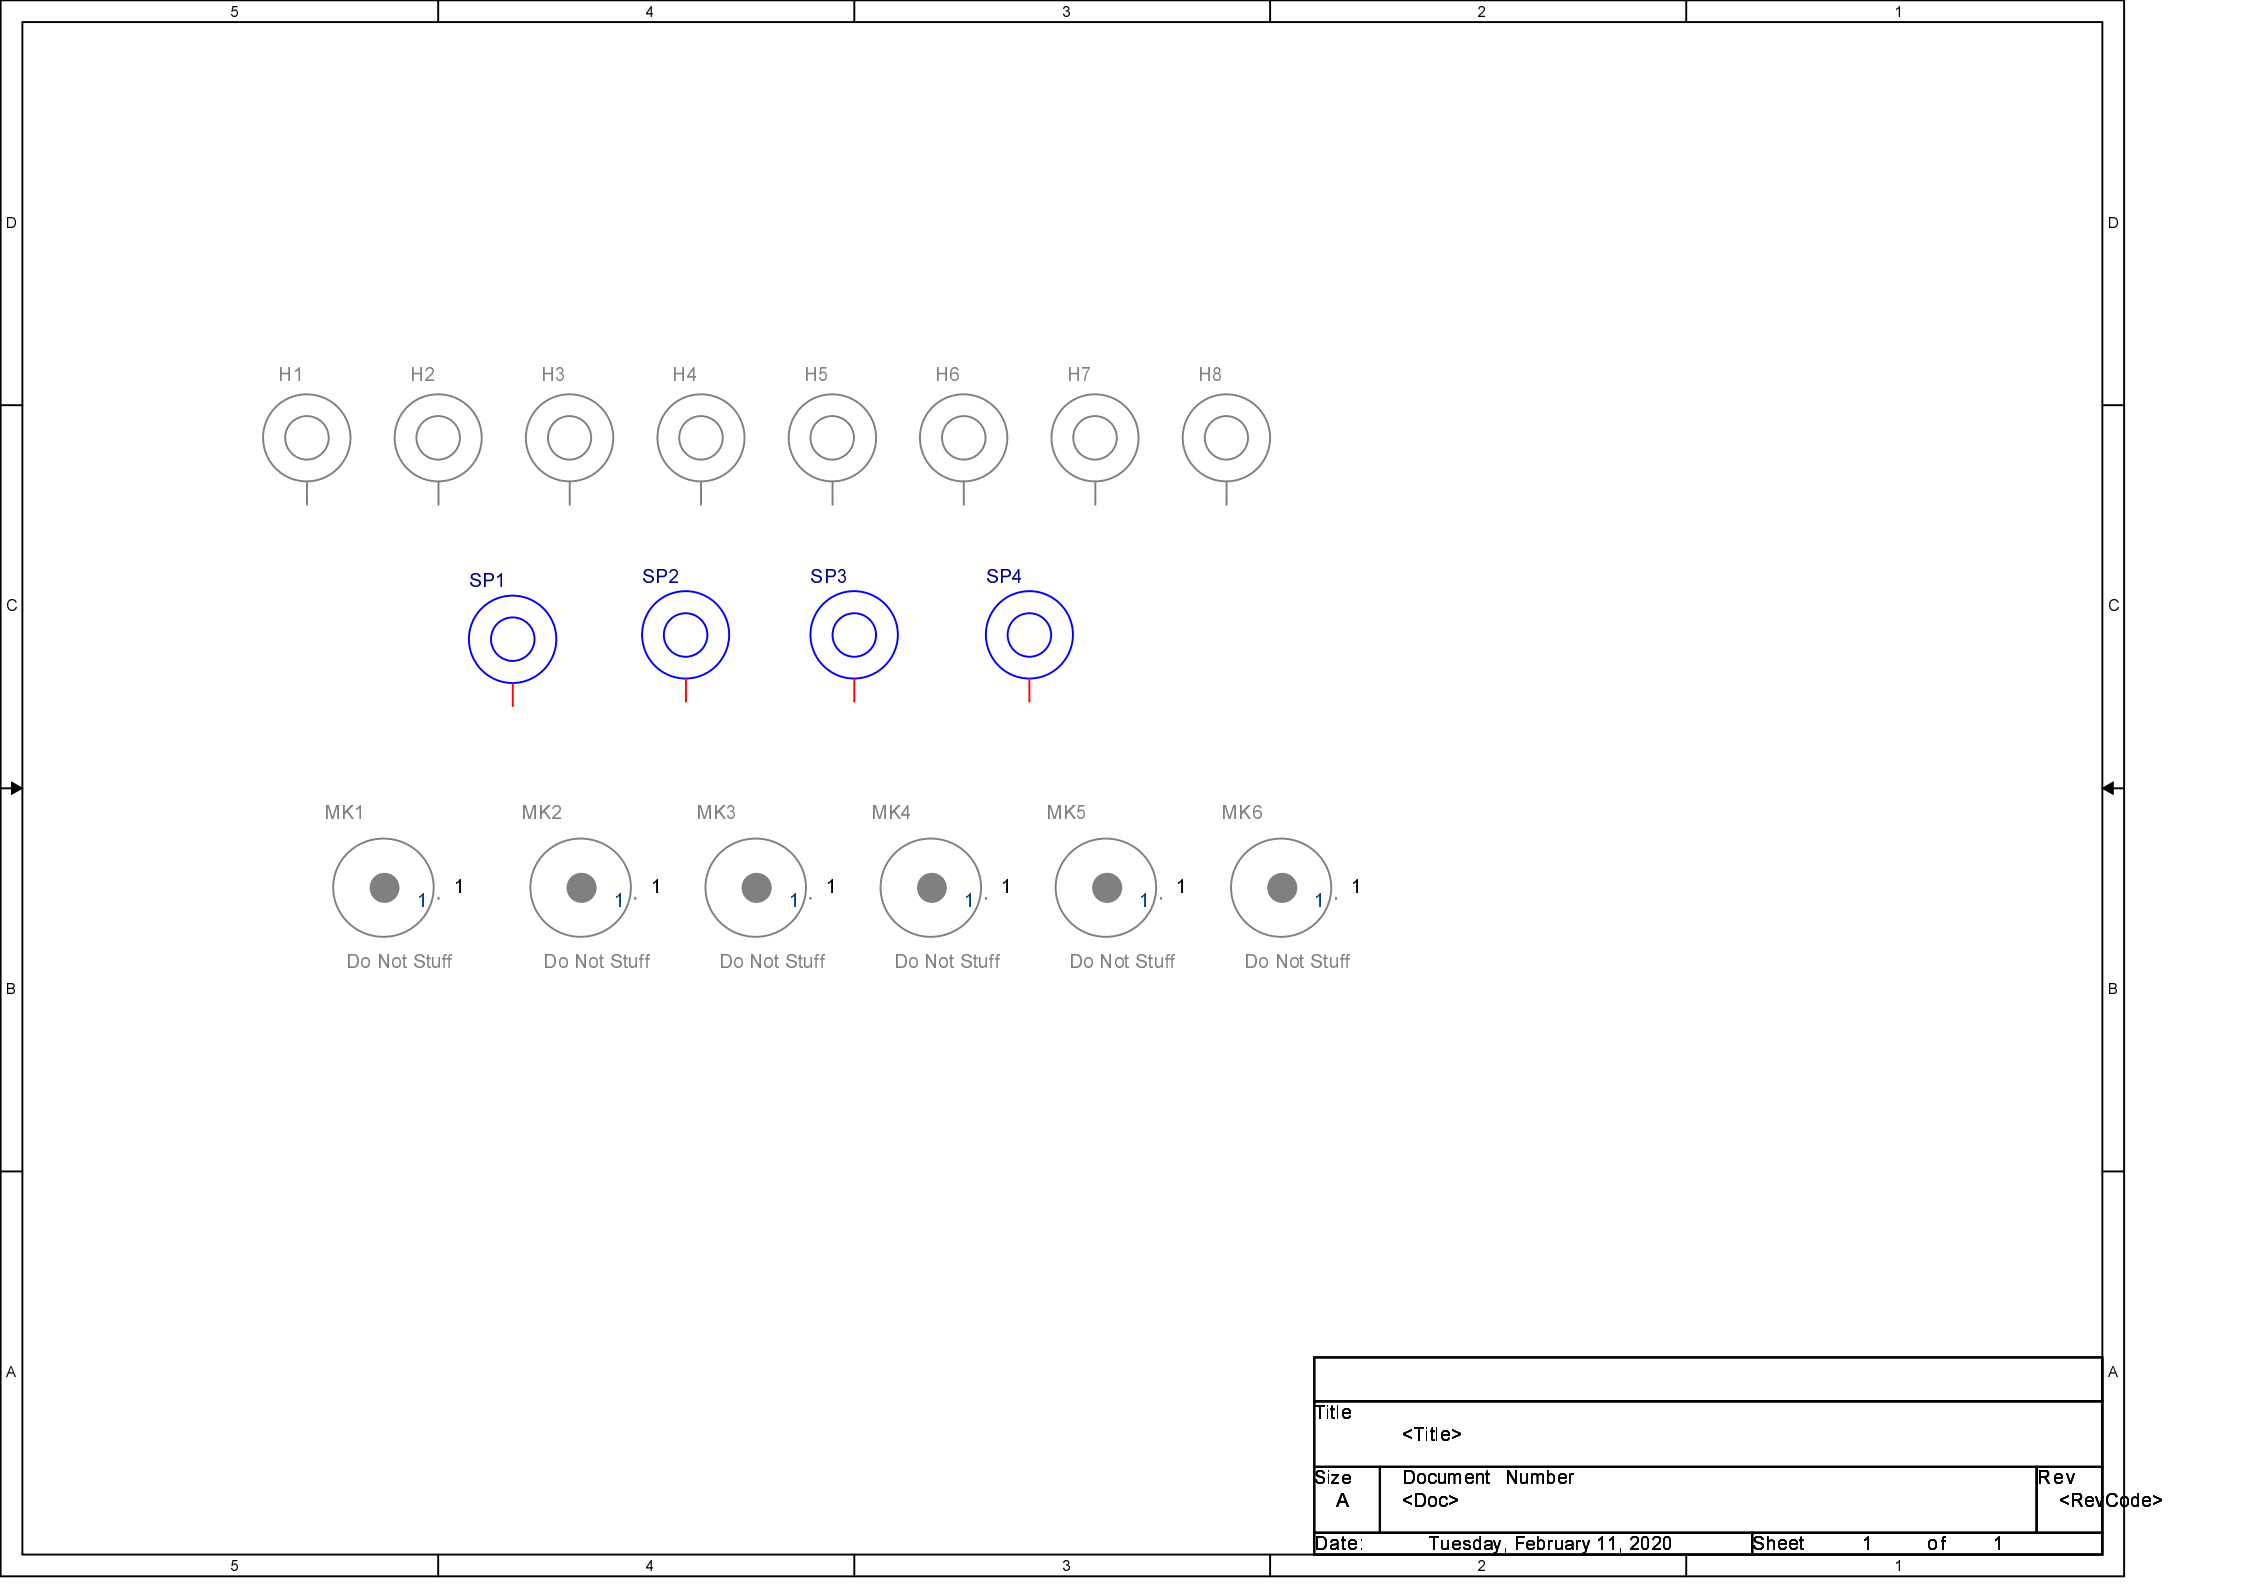 5 4 3 2 1
D D
H1 H2 H3 H4 H5 H6 H7 H8
SP1 SP2 SP3 SP4
C C
MK1 MK2 MK3 MK4 MK5 MK6
1 1 1 1 1 1 1 1 1 1 1 1
Do Not Stuff Do Not Stuff Do Not Stuff Do Not Stuff Do Not Stuff Do Not Stuff
B B
A A
Title
<Title>
Size Document Number Rev
A <Doc> <RevCode>
Date: Tuesday, February 11, 2020 Sheet 1 of 1
5 4 3 2 1